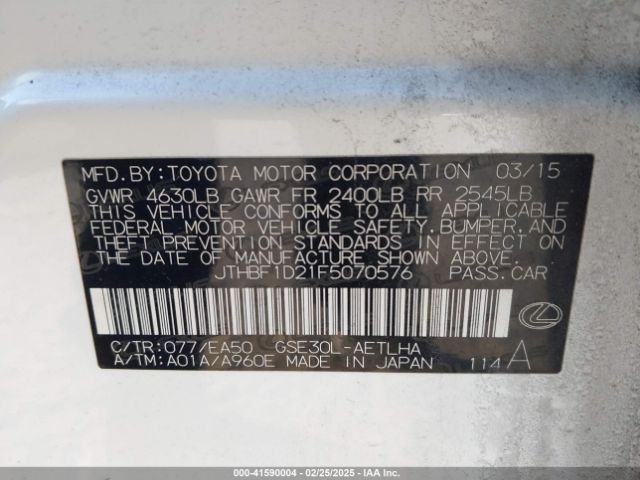 MFD.BY:TOYOTA MOTOR CORPORATION 03/15
GVWR 4630LB GAWR FR 2400LB RR 2545LB
THIS VEHICLE CONFORMS TO ALL APPLICABLE
FEDERAL MOTOR VEHICLE SAFETY,BUMPER,AND
THEFT PREVENTION STANDARDS IN EFFECT ON
THE DATE OF MANUFACTURE SHOWN ABOVE.
JTHBF1D21F5070576 PASS.CAR
C/TR:077/EA50 GSE30L-AETLHA
A/TM:A01A/A960E MADE IN JAPAN 114 A
000-41590004 - 02/25/2025 - IAAI.com